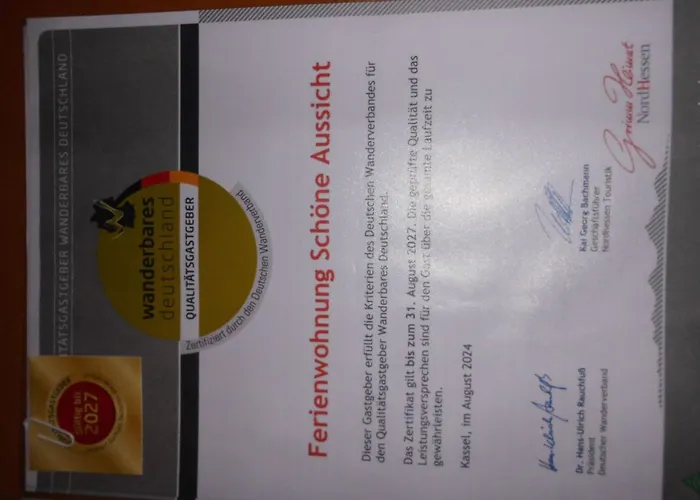 QUALITÄTSGASTGEBER WANDERBARES DEUTSCHLAND
gültig bis
2027
wanderbares
deutschland
QUALITÄTSGASTGEBER
Zertifiziert durch den Deutschen Wanderverband
Ferienwohnung Schöne Aussicht
Dieser Gastgeber erfüllt die Kriterien des Deutschen Wanderverbandes für
den Qualitätsgastgeber Wanderbares Deutschland.
Das Zertifikat gilt bis zum 31. August 2027. Die geprüfte Qualität und das
Leistungsversprechen sind für den Gast über die gesamte Laufzeit zu
gewährleisten.
Kassel, im August 2024
Dr. Hans-Ulrich Rauchfuß
Präsident
Deutscher Wanderverband
Kai Georg Bachmann
Geschäftsführer
Nordhessen Touristik
Grimm Heimat
NordHessen